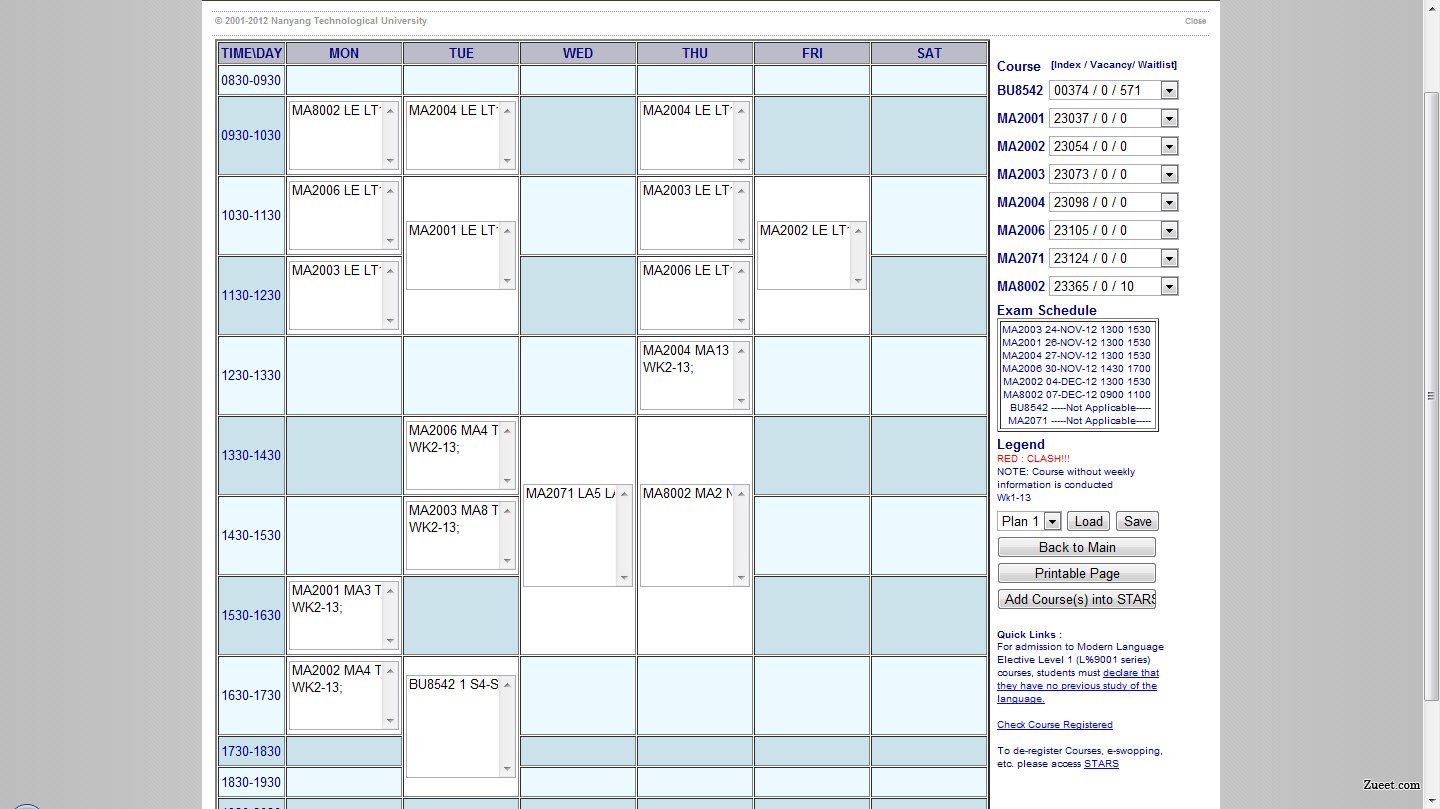 © 2001-2012 Nanyang Technological University
Close
TIME\DAY MON TUE WED THU FRI SAT
0830-0930
0930-1030
MA8002 LE LT
MA2004 LE LT
MA2004 LE LT
1030-1130
MA2006 LE LT
MA2001 LE LT
MA2003 LE LT
MA2002 LE LT
1130-1230
MA2003 LE LT
MA2006 LE LT
1230-1330
MA2004 MA13
WK2-13;
1330-1430
MA2006 MA4 T
WK2-13;
MA2071 LA5
MA8002 MA2
1430-1530
MA2003 MA8 T
WK2-13;
1530-1630
MA2001 MA3 T
WK2-13;
1630-1730
MA2002 MA4 T
WK2-13;
BU8542 1 S4-S
1730-1830
1830-1930
Course [Index / Vacancy/ Waitlist]
BU8542 00374 / 0 / 571
MA2001 23037 / 0 / 0
MA2002 23054 / 0 / 0
MA2003 23073 / 0 / 0
MA2004 23098 / 0 / 0
MA2006 23105 / 0 / 0
MA2071 23124 / 0 / 0
MA8002 23365 / 0 / 10
Exam Schedule
MA2003 24-NOV-12 1300 1530
MA2001 26-NOV-12 1300 1530
MA2004 27-NOV-12 1300 1530
MA2006 30-NOV-12 1430 1700
MA2002 04-DEC-12 1300 1530
MA8002 07-DEC-12 0900 1100
BU8542 -----Not Applicable-----
MA2071 -----Not Applicable-----
Legend
RED : CLASH!!!
NOTE: Course without weekly
information is conducted
Wk1-13
Plan 1 Load Save
Back to Main
Printable Page
Add Course(s) into STARS
Quick Links :
For admission to Modern Language
Elective Level 1 (L%9001 series)
courses, students must declare that
they have no previous study of the
language.
Check Course Registered
To de-register Courses, e-swopping,
etc. please access STARS
Zueet.com